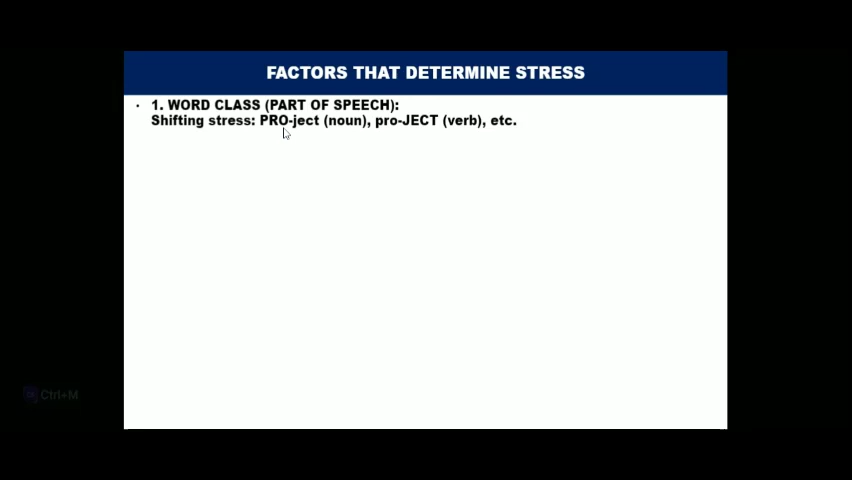 FACTORS THAT DETERMINE STRESS
· 1. WORD CLASS (PART OF SPEECH):
Shifting stress: PRO-ject (noun), pro-JECT (verb), etc.
Ctrl+M